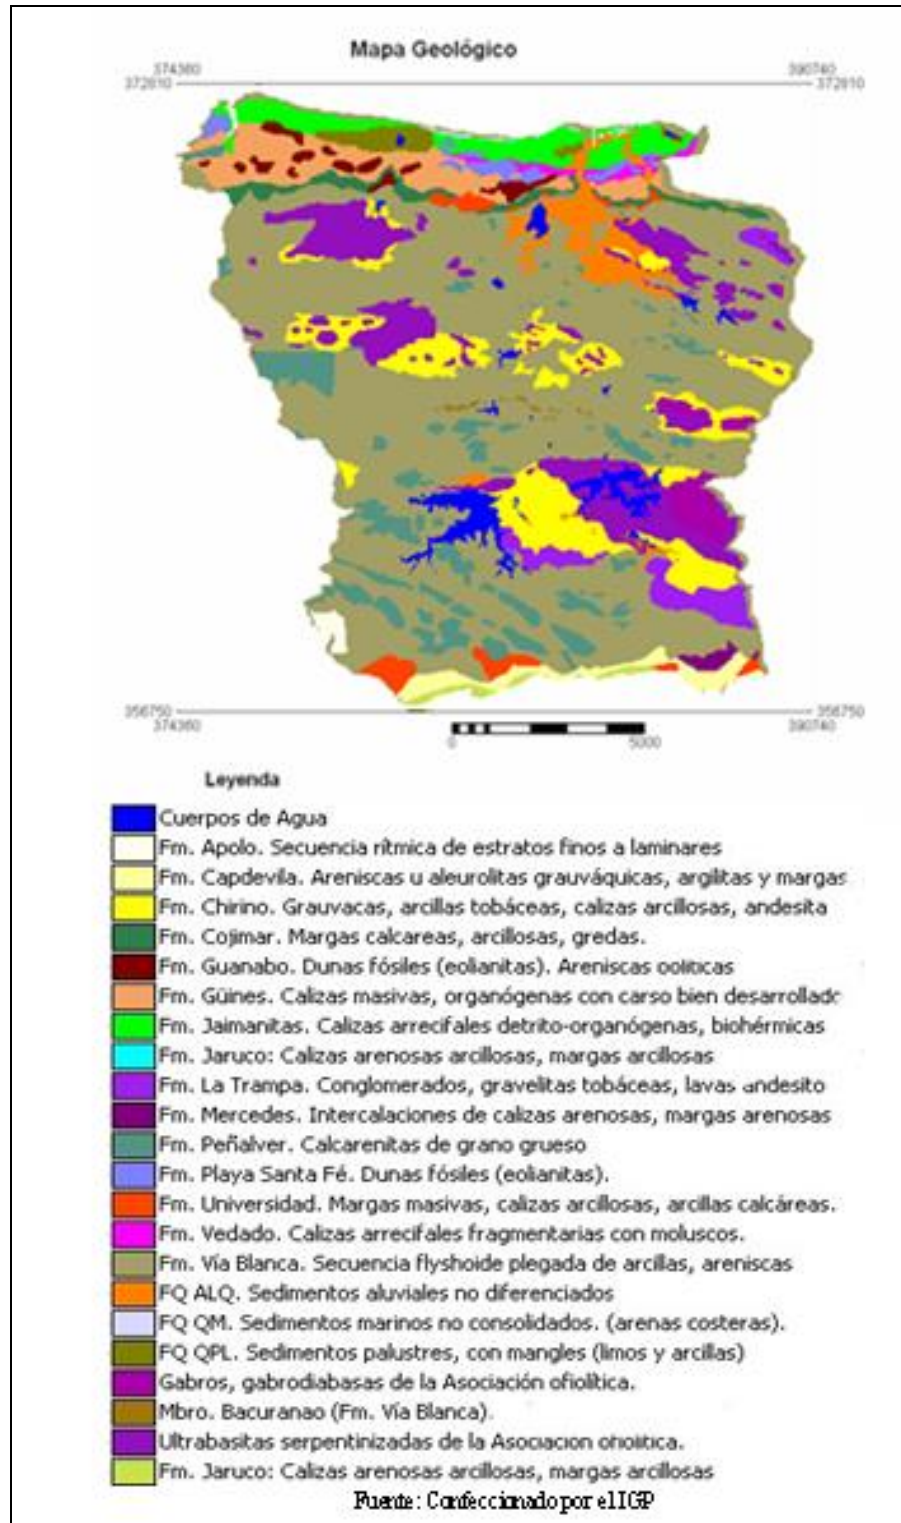 Mapa Geológico
374360 390740
372810 372810
356750 356750
374360 390740
0 5000
Leyenda
Cuerpos de Agua
Fm. Apolo. Secuencia rítmica de estratos finos a laminares
Fm. Capdevila. Areniscas u aleurolitas grauváquicas, argilitas y margas
Fm. Chirino. Grauvacas, arcillas tobáceas, calizas arcillosas, andesita
Fm. Cojimar. Margas calcareas, arcillosas, gredas.
Fm. Guanabo. Dunas fósiles (eolianitas). Areniscas oolíticas
Fm. Güines. Calizas masivas, organógenas con carso bien desarrollado
Fm. Jaimanitas. Calizas arrecifales detrito-organógenas, biohérmicas
Fm. Jaruco: Calizas arenosas arcillosas, margas arcillosas
Fm. La Trampa. Conglomerados, gravelitas tobáceas, lavas andesito
Fm. Mercedes. Intercalaciones de calizas arenosas, margas arenosas
Fm. Peñalver. Calcarenitas de grano grueso
Fm. Playa Santa Fé. Dunas fósiles (eolianitas).
Fm. Universidad. Margas masivas, calizas arcillosas, arcillas calcáreas.
Fm. Vedado. Calizas arrecifales fragmentarias con moluscos.
Fm. Vía Blanca. Secuencia flyshoide plegada de arcillas, areniscas
FQ ALQ. Sedimentos aluviales no diferenciados
FQ QM. Sedimentos marinos no consolidados. (arenas costeras).
FQ QPL. Sedimentos palustres, con mangles (limos y arcillas)
Gabros, gabrodiabasas de la Asociación ofiolítica.
Mbro. Bacuranao (Fm. Vía Blanca).
Ultrabasitas serpentinizadas de la Asociacion ofiolitica.
Fm. Jaruco: Calizas arenosas arcillosas, margas arcillosas
Fuente: Confeccionado por el IGP